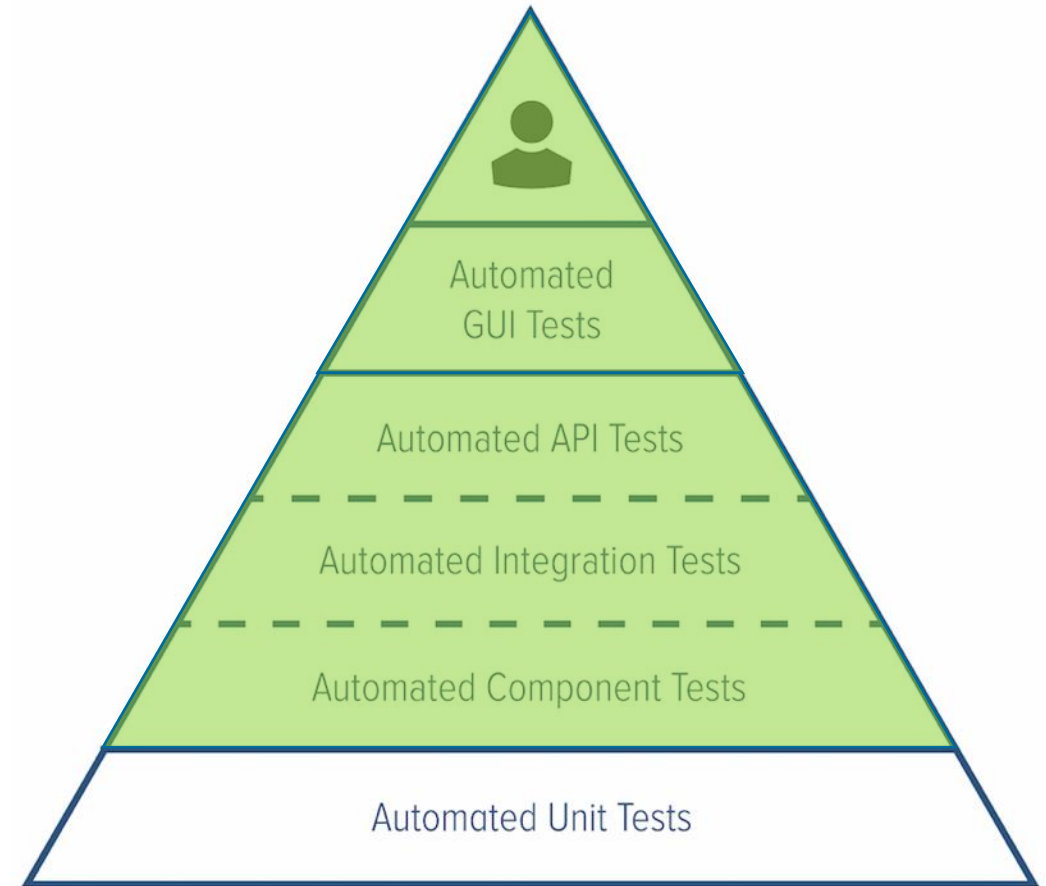 Automated
GUI Tests
Automated API Tests
Automated Integration Tests
Automated Component Tests
Automated Unit Tests